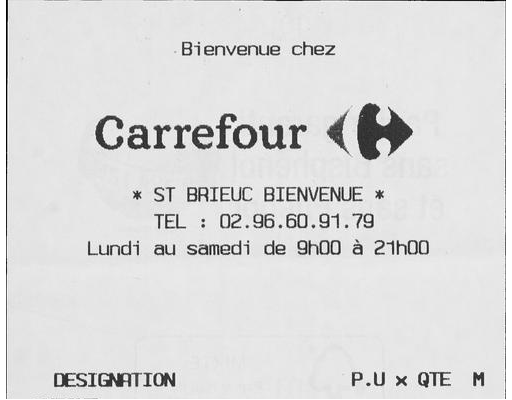 Bienvenue chez
Carrefour
* ST BRIEUC BIENVENUE *
TEL : 02.96.60.91.79
Lundi au samedi de 9h00 à 21h00
DESIGNATION P.U x QTE M